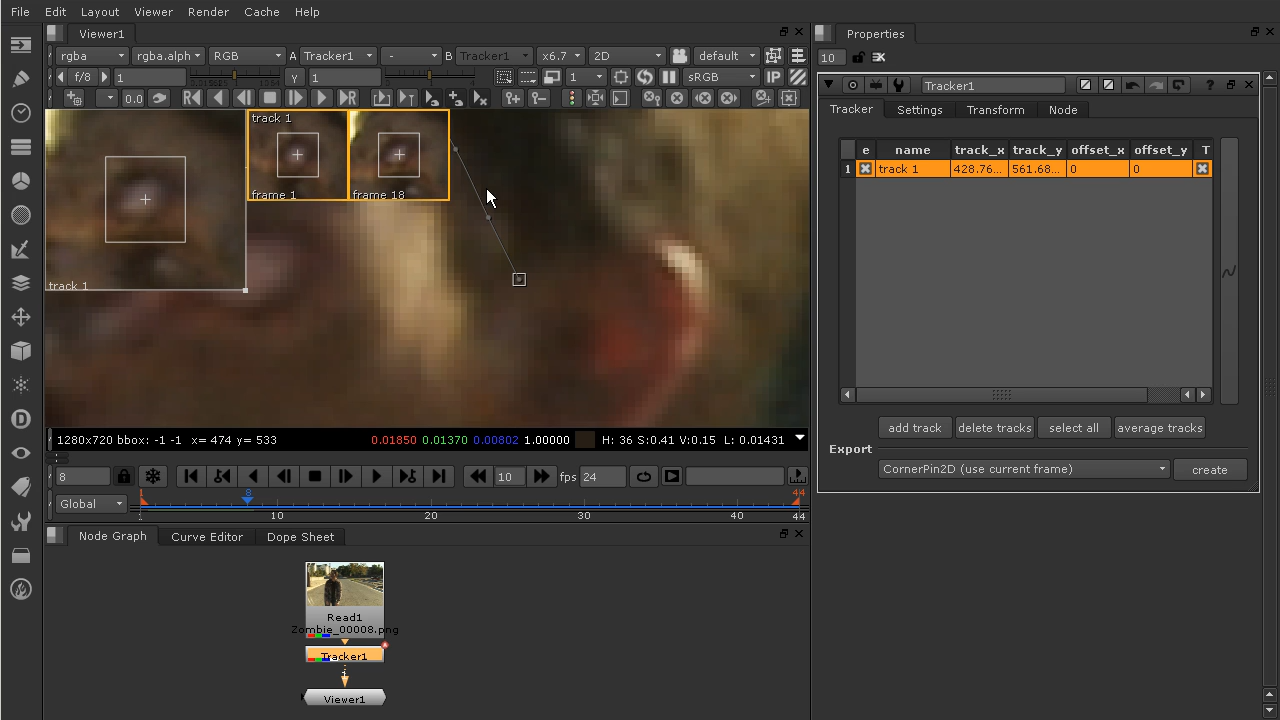 File Edit Layout Viewer Render Cache Help
Viewer1
Properties
rgba rgba.alph RGB A Tracker1 - B Tracker1 x6.7 2D default
10
f/8 1 y 1 1 sRGB IP
Tracker1
0.0
Tracker Settings Transform Node
track 1
frame 1 frame 18
track 1
e name track_x track_y offset_x offset_y T
1 track 1 428.76... 561.68... 0 0
add track delete tracks select all average tracks
Export
CornerPin2D (use current frame) create
1280x720 bbox: -1 -1 x= 474 y= 533 0.01850 0.01370 0.00802 1.00000 H: 36 S:0.41 V:0.15 L: 0.01431
8 10 fps 24
Global 1 8 44
1 10 20 30 40 44
Node Graph Curve Editor Dope Sheet
Read1
Zombie_00008.png
Tracker1
1
Viewer1